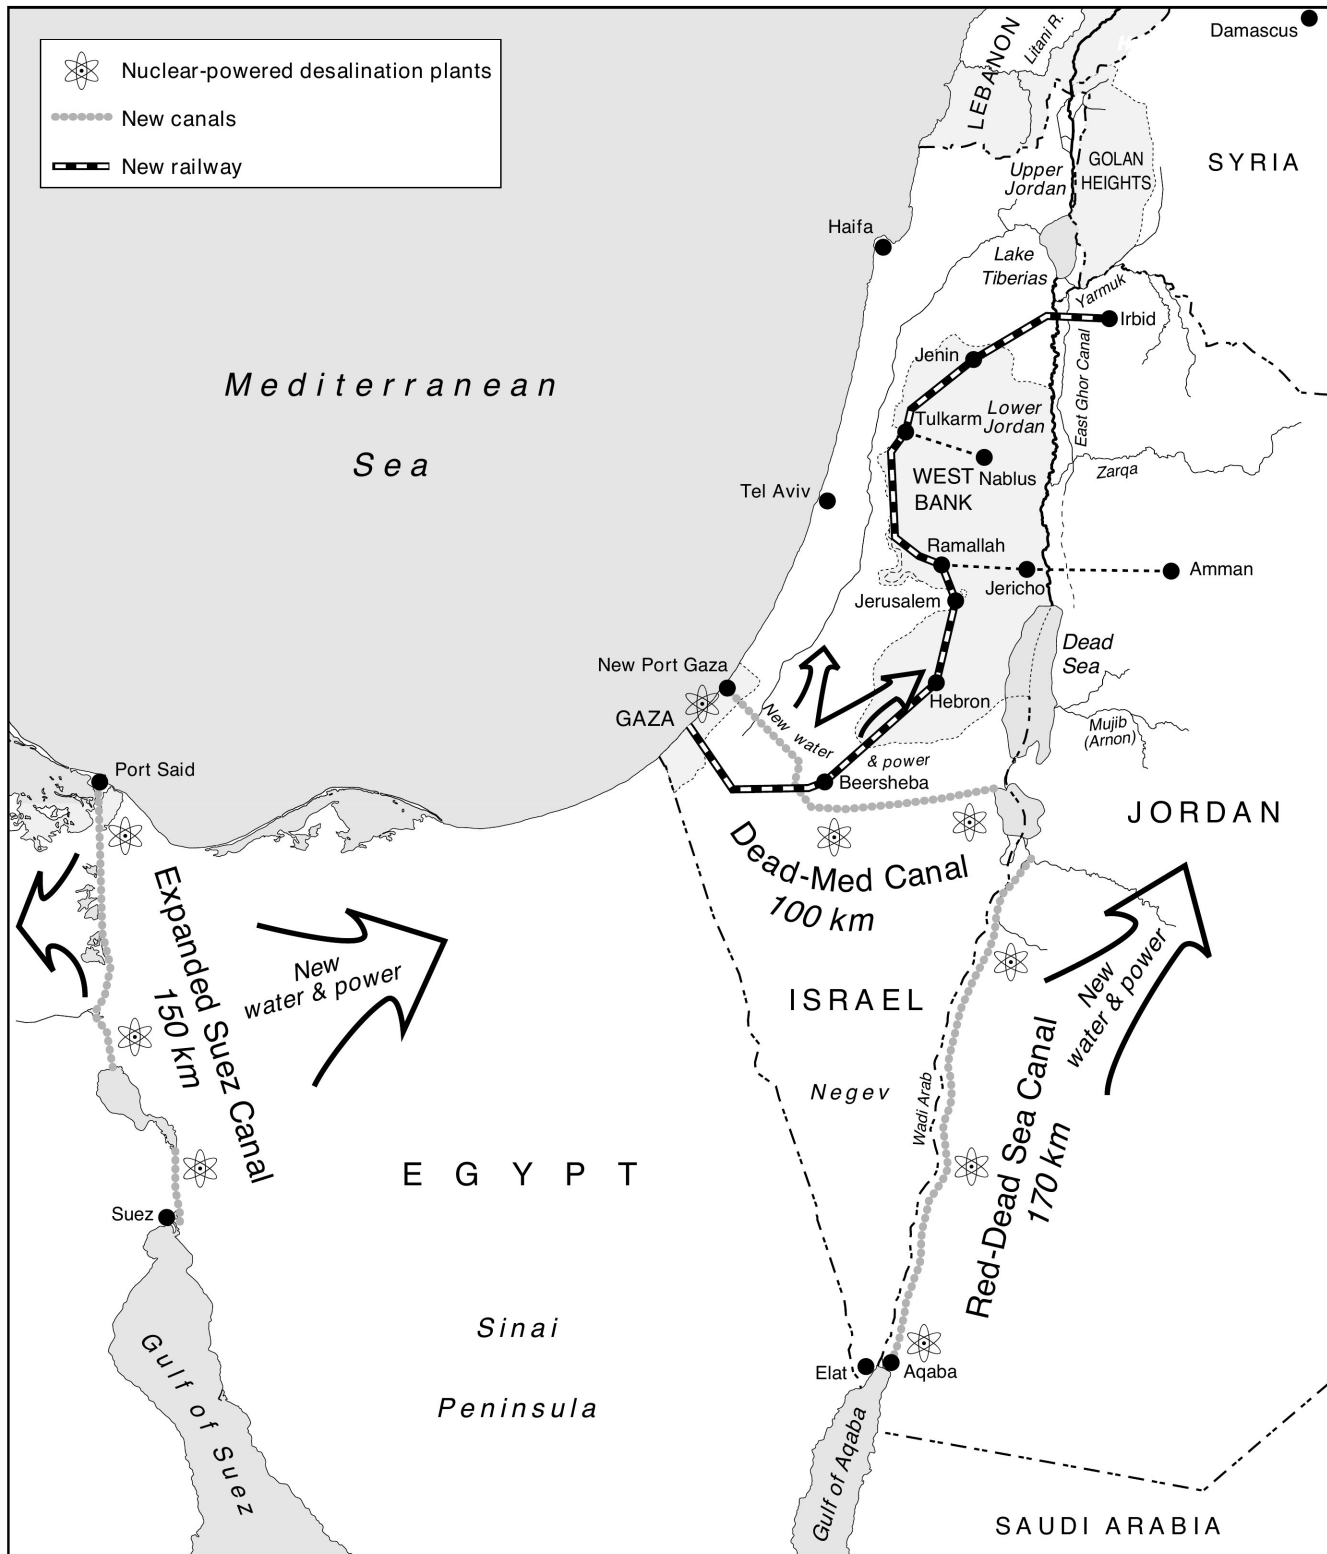 Nuclear-powered desalination plants
New canals
New railway
Damascus
Litani R.
LEBANON
SYRIA
GOLAN
HEIGHTS
Upper
Jordan
Haifa
Lake
Tiberias
Yarmuk
Irbid
Jenin
East Ghor Canal
Mediterranean
Sea
Tulkarm
Lower
Jordan
WEST
BANK
Nablus
Zarqa
Tel Aviv
Ramallah
Jericho
Amman
Jerusalem
Dead
Sea
New Port Gaza
GAZA
Hebron
New water
& power
Mujib
(Arnon)
Port Said
Beersheba
JORDAN
Dead-Med Canal
100 km
Expanded Suez Canal
150 km
New
water & power
ISRAEL
New
water & power
Negev
Wadi Arab
Red-Dead Sea Canal
170 km
EGYPT
Suez
Sinai
Peninsula
Gulf of Suez
Elat
Aqaba
Gulf of Aqaba
SAUDI ARABIA